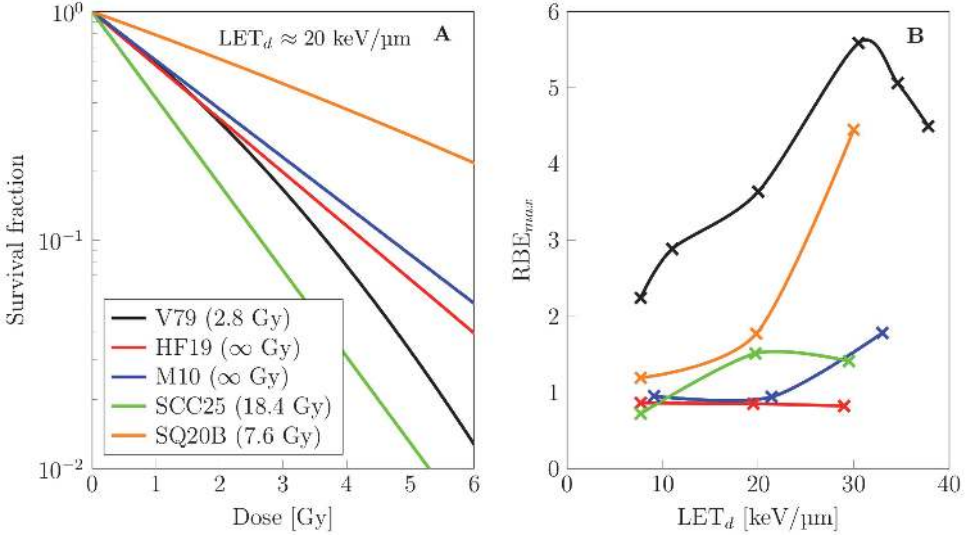 10⁰
10⁻¹
10⁻²
Survival fraction
LET_d ≈ 20 keV/µm
A
V79 (2.8 Gy)
HF19 (∞ Gy)
M10 (∞ Gy)
SCC25 (18.4 Gy)
SQ20B (7.6 Gy)
0 1 2 3 4 5 6
Dose [Gy]
B
6
5
4
3
2
1
0
RBE_max
0 10 20 30 40
LET_d [keV/µm]